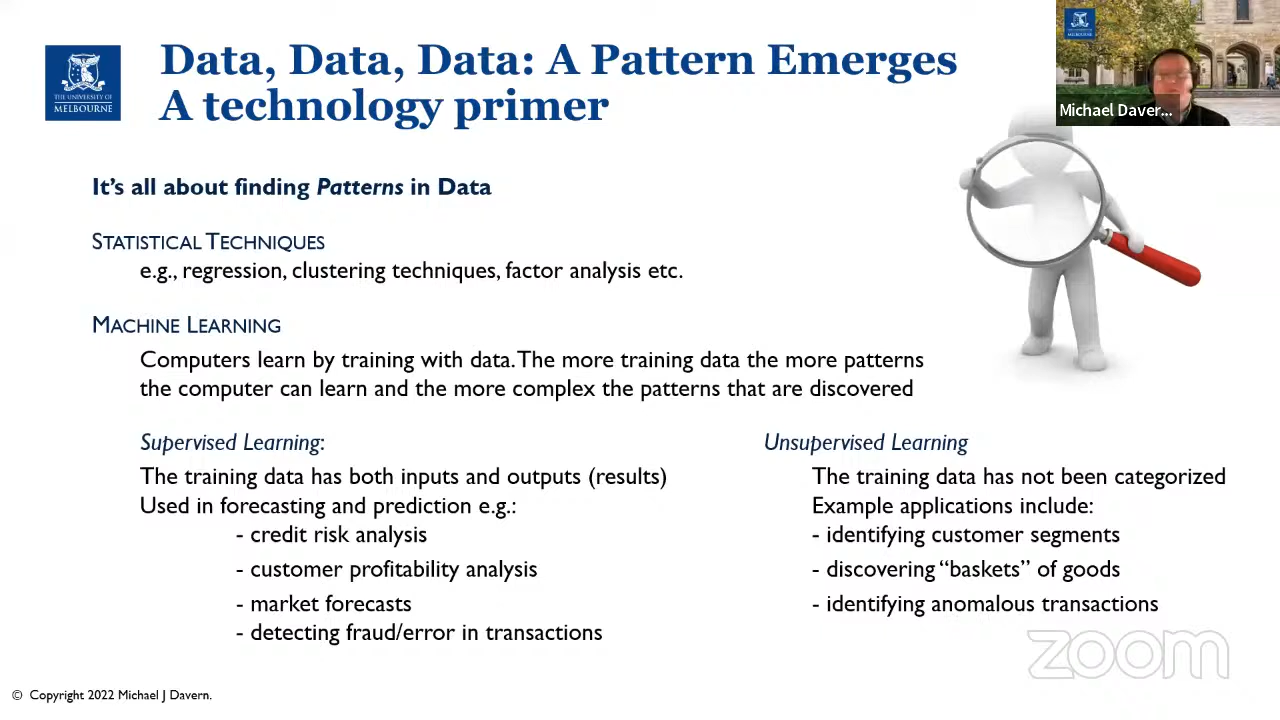 THE UNIVERSITY OF
MELBOURNE
Data, Data, Data: A Pattern Emerges
A technology primer
Michael Daver...
It's all about finding Patterns in Data
STATISTICAL TECHNIQUES
e.g., regression, clustering techniques, factor analysis etc.
MACHINE LEARNING
Computers learn by training with data. The more training data the more patterns
the computer can learn and the more complex the patterns that are discovered
Supervised Learning:
The training data has both inputs and outputs (results)
Used in forecasting and prediction e.g.:
- credit risk analysis
- customer profitability analysis
- market forecasts
- detecting fraud/error in transactions
Unsupervised Learning
The training data has not been categorized
Example applications include:
- identifying customer segments
- discovering “baskets” of goods
- identifying anomalous transactions
zoom
© Copyright 2022 Michael J Davern.